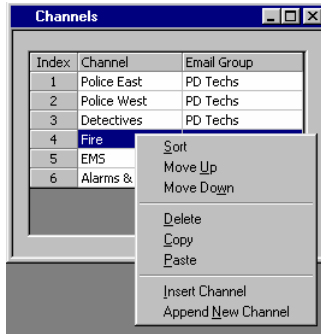 Channels
Index Channel Email Group
1 Police East PD Techs
2 Police West PD Techs
3 Detectives PD Techs
4 Fire
5 EMS
6 Alarms &
Sort
Move Up
Move Down
Delete
Copy
Paste
Insert Channel
Append New Channel